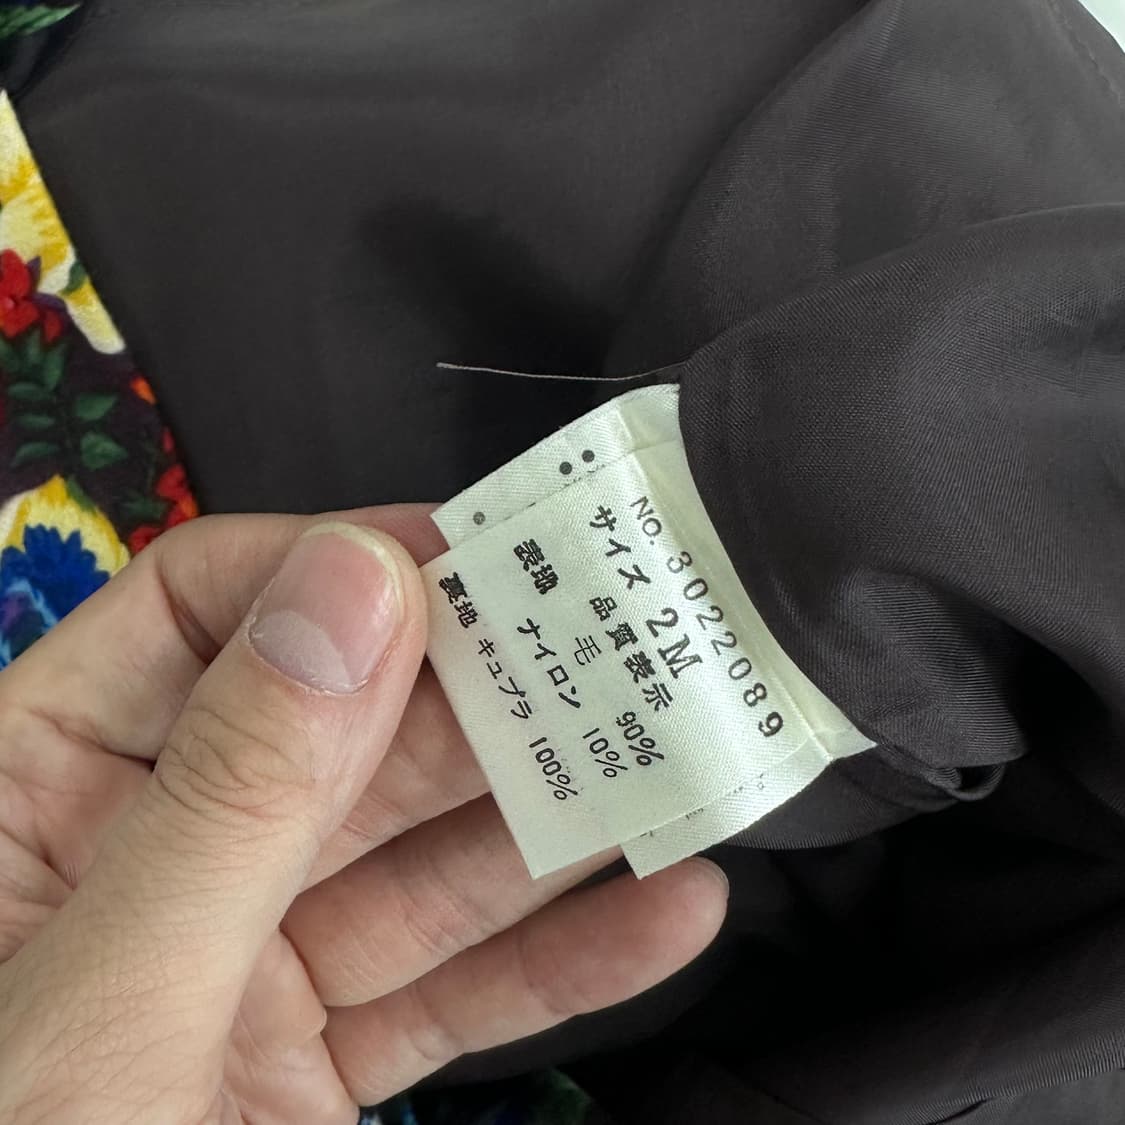 NO. 3022089
サイズ 2M
品質表示
表地 毛 90%
ナイロン 10%
裏地 キュプラ 100%